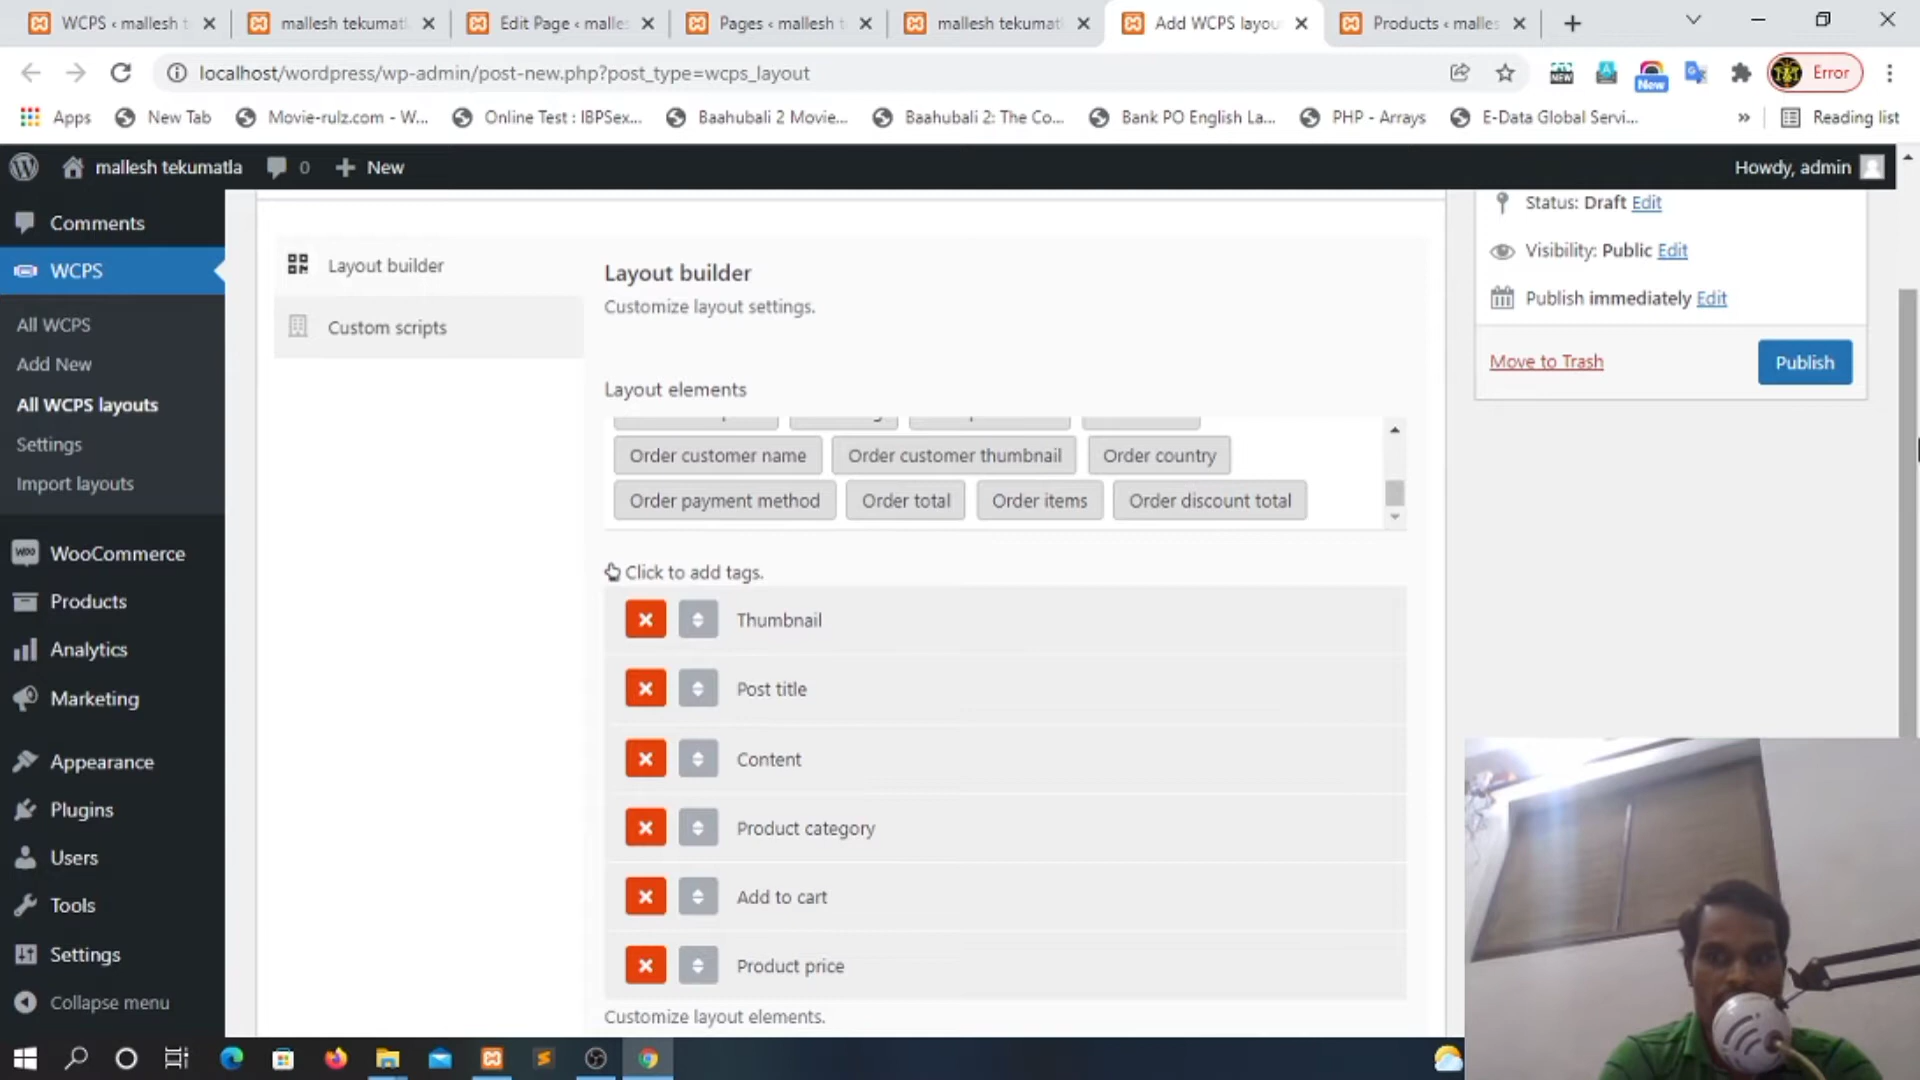 WCPS ‹ mallesh t
mallesh tekumat
Edit Page ‹ malle
Pages ‹ mallesh t
mallesh tekumat
Add WCPS layou
Products ‹ malle
localhost/wordpress/wp-admin/post-new.php?post_type=wcps_layout
NEW
New
Error
Apps
New Tab
Movie-rulz.com - W...
Online Test : IBPSex...
Baahubali 2 Movie...
Baahubali 2: The Co...
Bank PO English La...
PHP - Arrays
E-Data Global Servi...
»
Reading list
mallesh tekumatla
0
New
Howdy, admin
Comments
WCPS
All WCPS
Add New
All WCPS layouts
Settings
Import layouts
WooCommerce
Products
Analytics
Marketing
Appearance
Plugins
Users
Tools
Settings
Collapse menu
Layout builder
Custom scripts
Layout builder
Customize layout settings.
Layout elements
Order customer name
Order customer thumbnail
Order country
Order payment method
Order total
Order items
Order discount total
Click to add tags.
Thumbnail
Post title
Content
Product category
Add to cart
Product price
Customize layout elements.
Status: Draft Edit
Visibility: Public Edit
Publish immediately Edit
Move to Trash
Publish